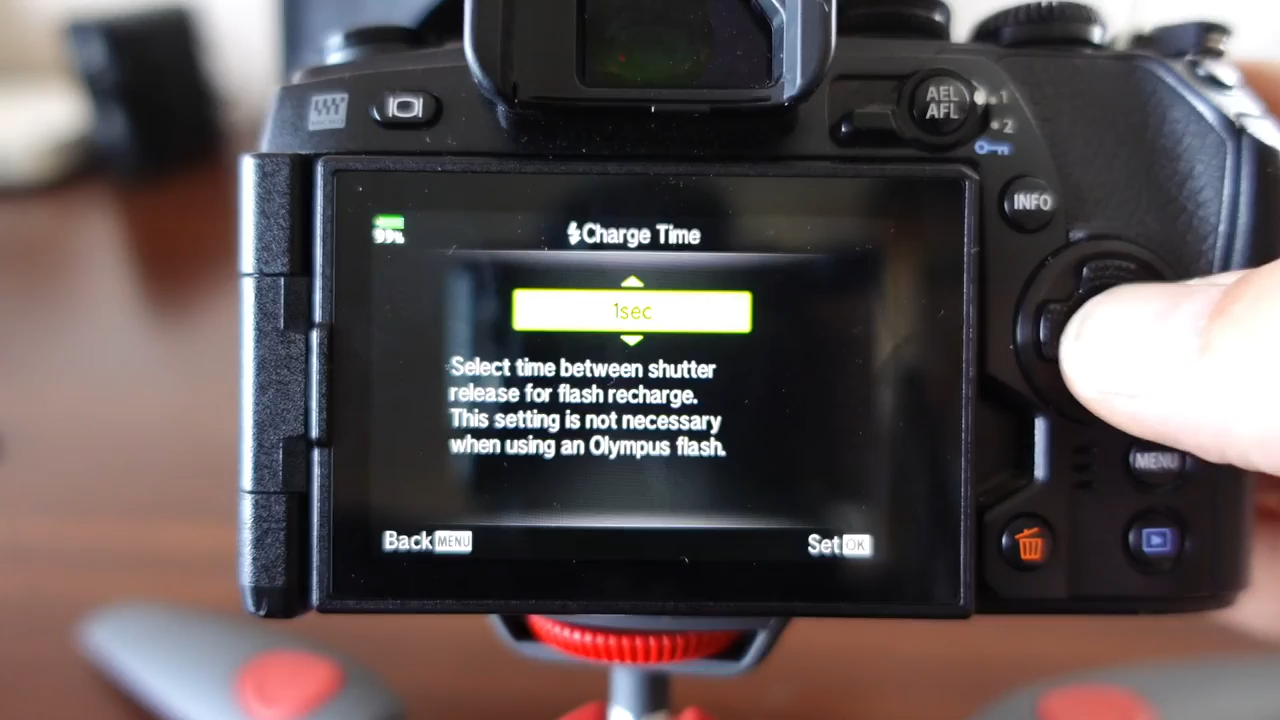 AEL
AFL
1
2
INFO
99%
Charge Time
1sec
Select time between shutter
release for flash recharge.
This setting is not necessary
when using an Olympus flash.
MENU
Back MENU
Set OK